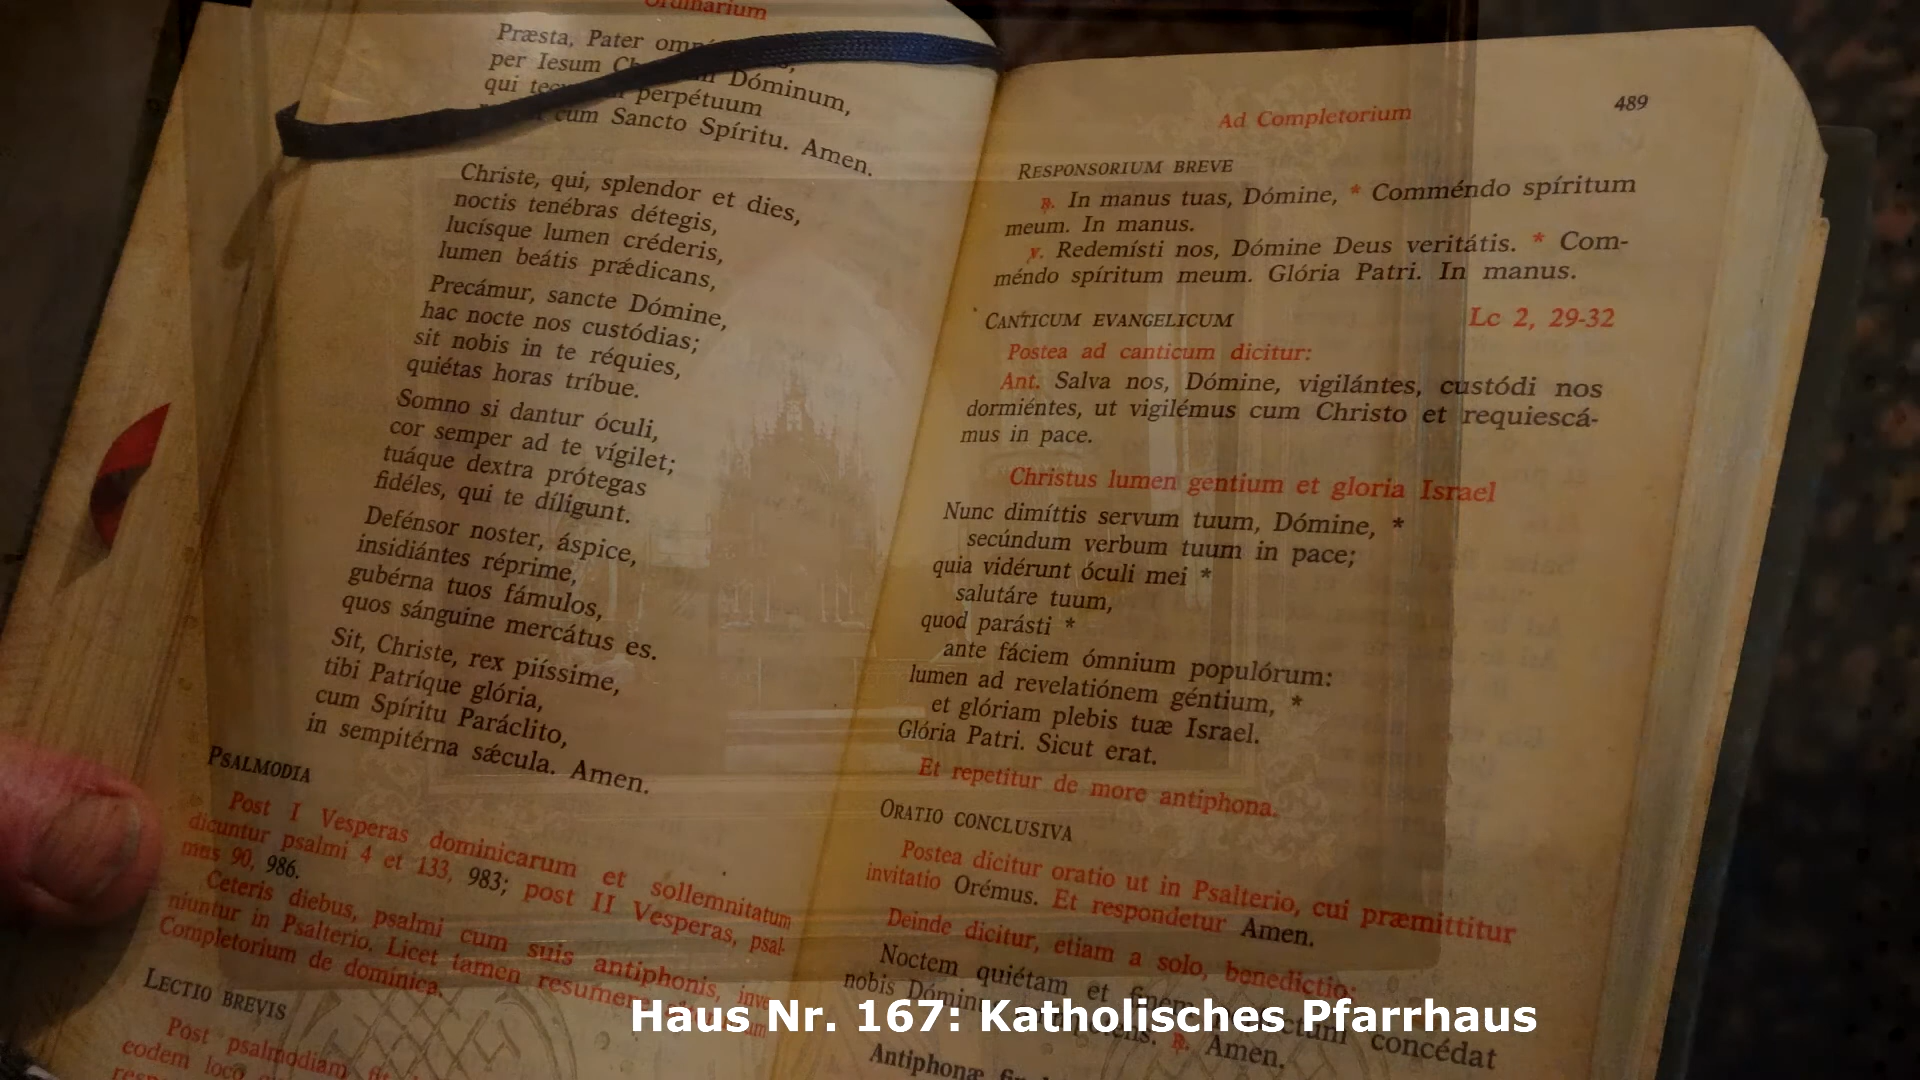 Ordinarium
Præsta, Pater
per Iesum Dóminum,
qui perpétuum
cum Sancto Spíritu. Amen.
Christe, qui, splendor et dies,
noctis tenébras détegis,
lucísque lumen créderis,
lumen beátis prǽdicans,
Precámur, sancte Dómine,
hac nocte nos custódias;
sit nobis in te réquies,
quiétas horas tríbue.
Somno si dantur óculi,
cor semper ad te vígilet;
tuáque dextra prótegas
fidéles, qui te díligunt.
Defénsor noster, áspice,
insidiántes réprime,
gubérna tuos fámulos,
quos sánguine mercátus es.
Sit, Christe, rex piíssime,
tibi Patríque glória,
cum Spíritu Paráclito,
in sempitérna sǽcula. Amen.
PSALMODIA
Post I Vesperas dominicarum et sollemnitatum
dicuntur psalmi 4 et 133, 983; post II Vesperas, psal-
mus 90, 986.
Ceteris diebus, psalmi cum suis antiphonis, inve-
niuntur in Psalterio. Licet tamen resumere
Completorium de dominica.
LECTIO BREVIS
Post psalmodiam
eodem loco
Ad Completorium
489
RESPONSORIUM BREVE
℟. In manus tuas, Dómine, * Comméndo spíritum
meum. In manus.
℣. Redemísti nos, Dómine Deus veritátis. * Com-
méndo spíritum meum. Glória Patri. In manus.
CANTICUM EVANGELICUM Lc 2, 29-32
Postea ad canticum dicitur:
Ant. Salva nos, Dómine, vigilántes, custódi nos
dormiéntes, ut vigilémus cum Christo et requiescá-
mus in pace.
Christus lumen gentium et gloria Israel
Nunc dimíttis servum tuum, Dómine, *
secúndum verbum tuum in pace;
quia vidérunt óculi mei *
salutáre tuum,
quod parásti *
ante fáciem ómnium populórum:
lumen ad revelatiónem géntium, *
et glóriam plebis tuæ Israel.
Glória Patri. Sicut erat.
Et repetitur de more antiphona.
ORATIO CONCLUSIVA
Postea dicitur oratio ut in Psalterio, cui præmittitur
invitatio Orémus. Et respondetur Amen.
Deinde dicitur, etiam a solo, benedictio:
Noctem quiétam et finem concédat
nobis ℟. Amen.
Antiphonæ
Haus Nr. 167: Katholisches Pfarrhaus